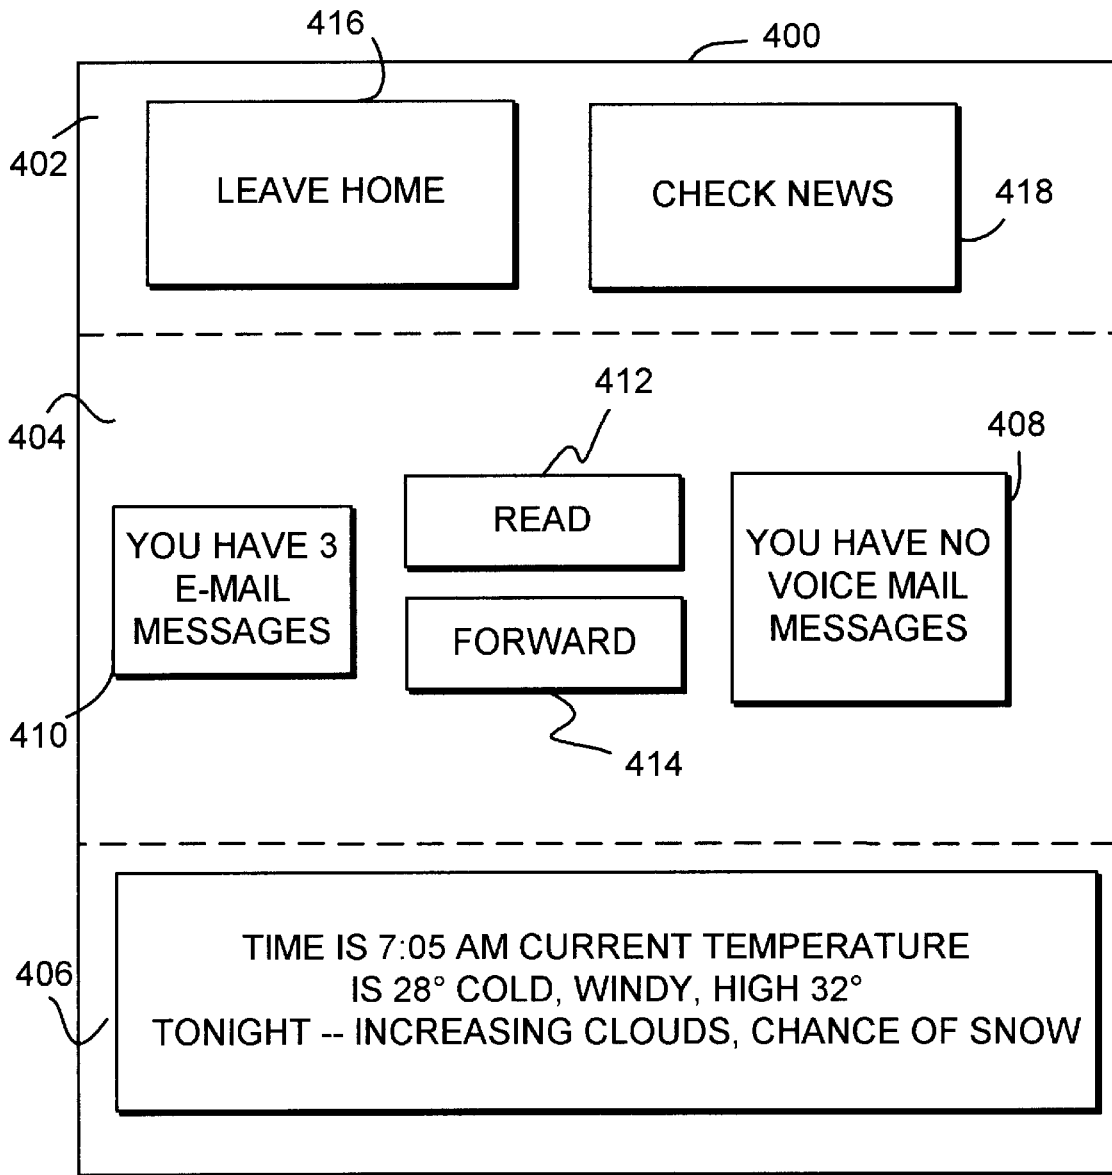 416
400
402
LEAVE HOME
CHECK NEWS
418
404
412
408
YOU HAVE 3
E-MAIL
MESSAGES
READ
FORWARD
YOU HAVE NO
VOICE MAIL
MESSAGES
410
414
406
TIME IS 7:05 AM CURRENT TEMPERATURE
IS 28° COLD, WINDY, HIGH 32°
TONIGHT -- INCREASING CLOUDS, CHANCE OF SNOW